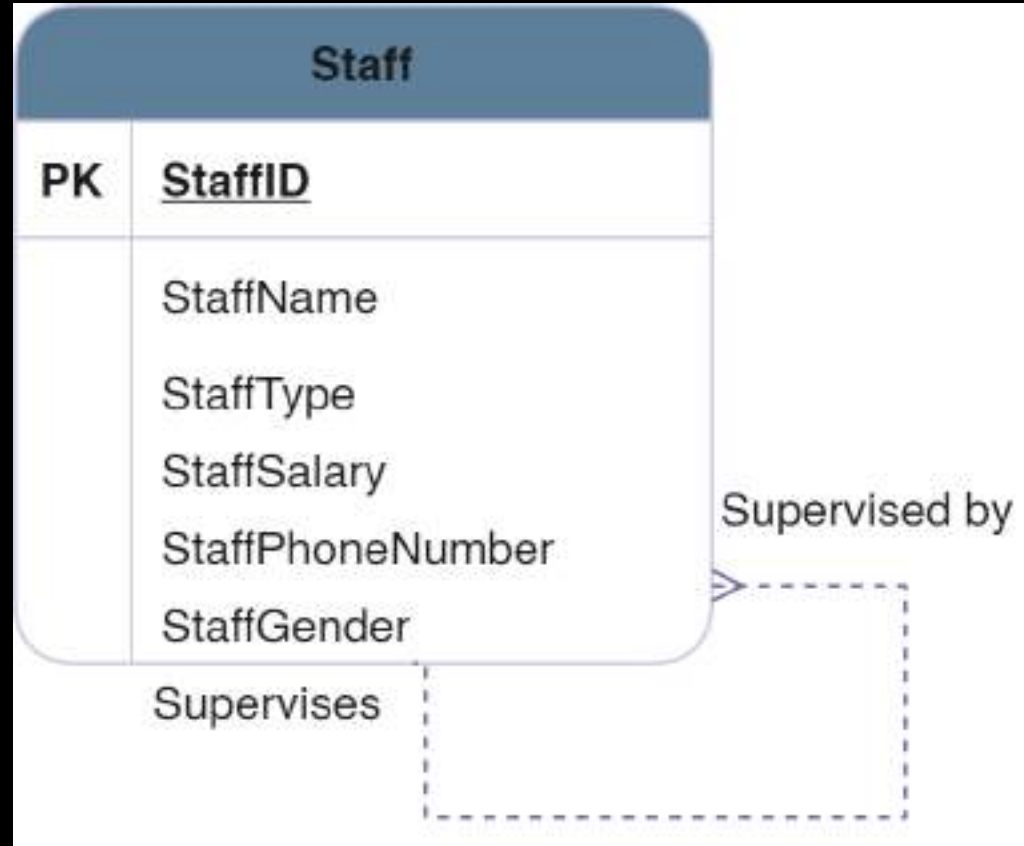 Staff
PK StaffID
StaffName
StaffType
StaffSalary
StaffPhoneNumber
StaffGender
Supervised by
Supervises